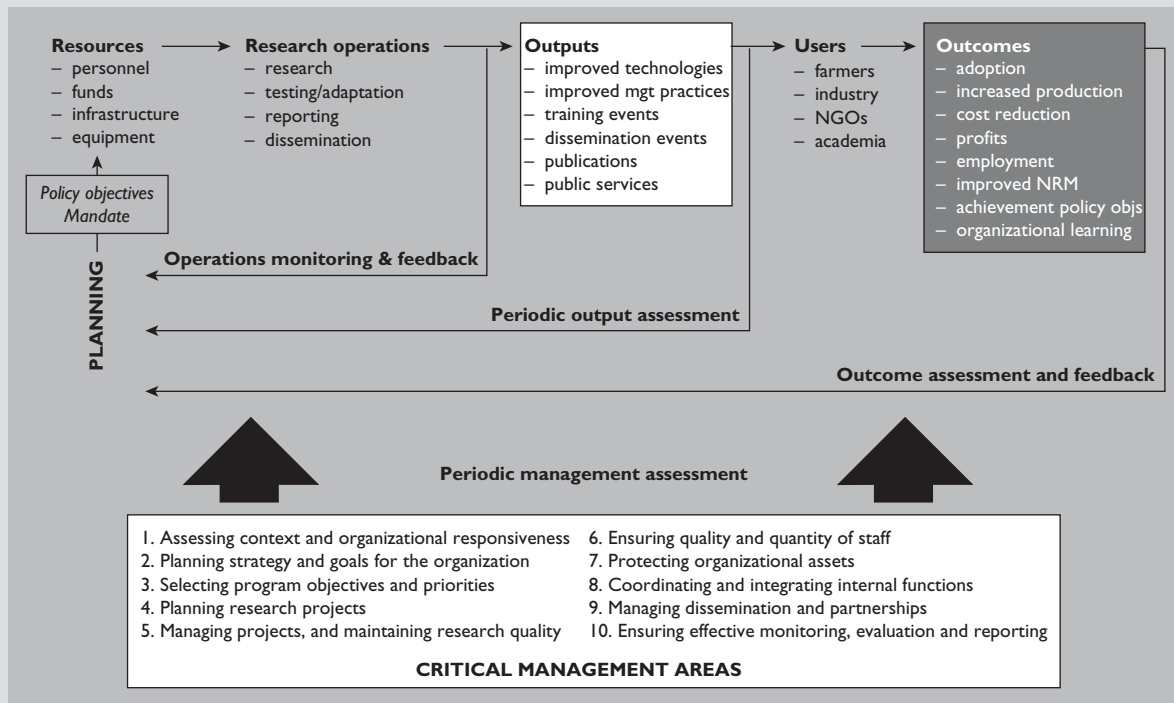 Resources
– personnel
– funds
– infrastructure
– equipment
Research operations
– research
– testing/adaptation
– reporting
– dissemination
Outputs
– improved technologies
– improved mgt practices
– training events
– dissemination events
– publications
– public services
Users
– farmers
– industry
– NGOs
– academia
Outcomes
– adoption
– increased production
– cost reduction
– profits
– employment
– improved NRM
– achievement policy objs
– organizational learning
Policy objectives
Mandate
PLANNING
Operations monitoring & feedback
Periodic output assessment
Outcome assessment and feedback
Periodic management assessment
1. Assessing context and organizational responsiveness
2. Planning strategy and goals for the organization
3. Selecting program objectives and priorities
4. Planning research projects
5. Managing projects, and maintaining research quality
6. Ensuring quality and quantity of staff
7. Protecting organizational assets
8. Coordinating and integrating internal functions
9. Managing dissemination and partnerships
10. Ensuring effective monitoring, evaluation and reporting
CRITICAL MANAGEMENT AREAS